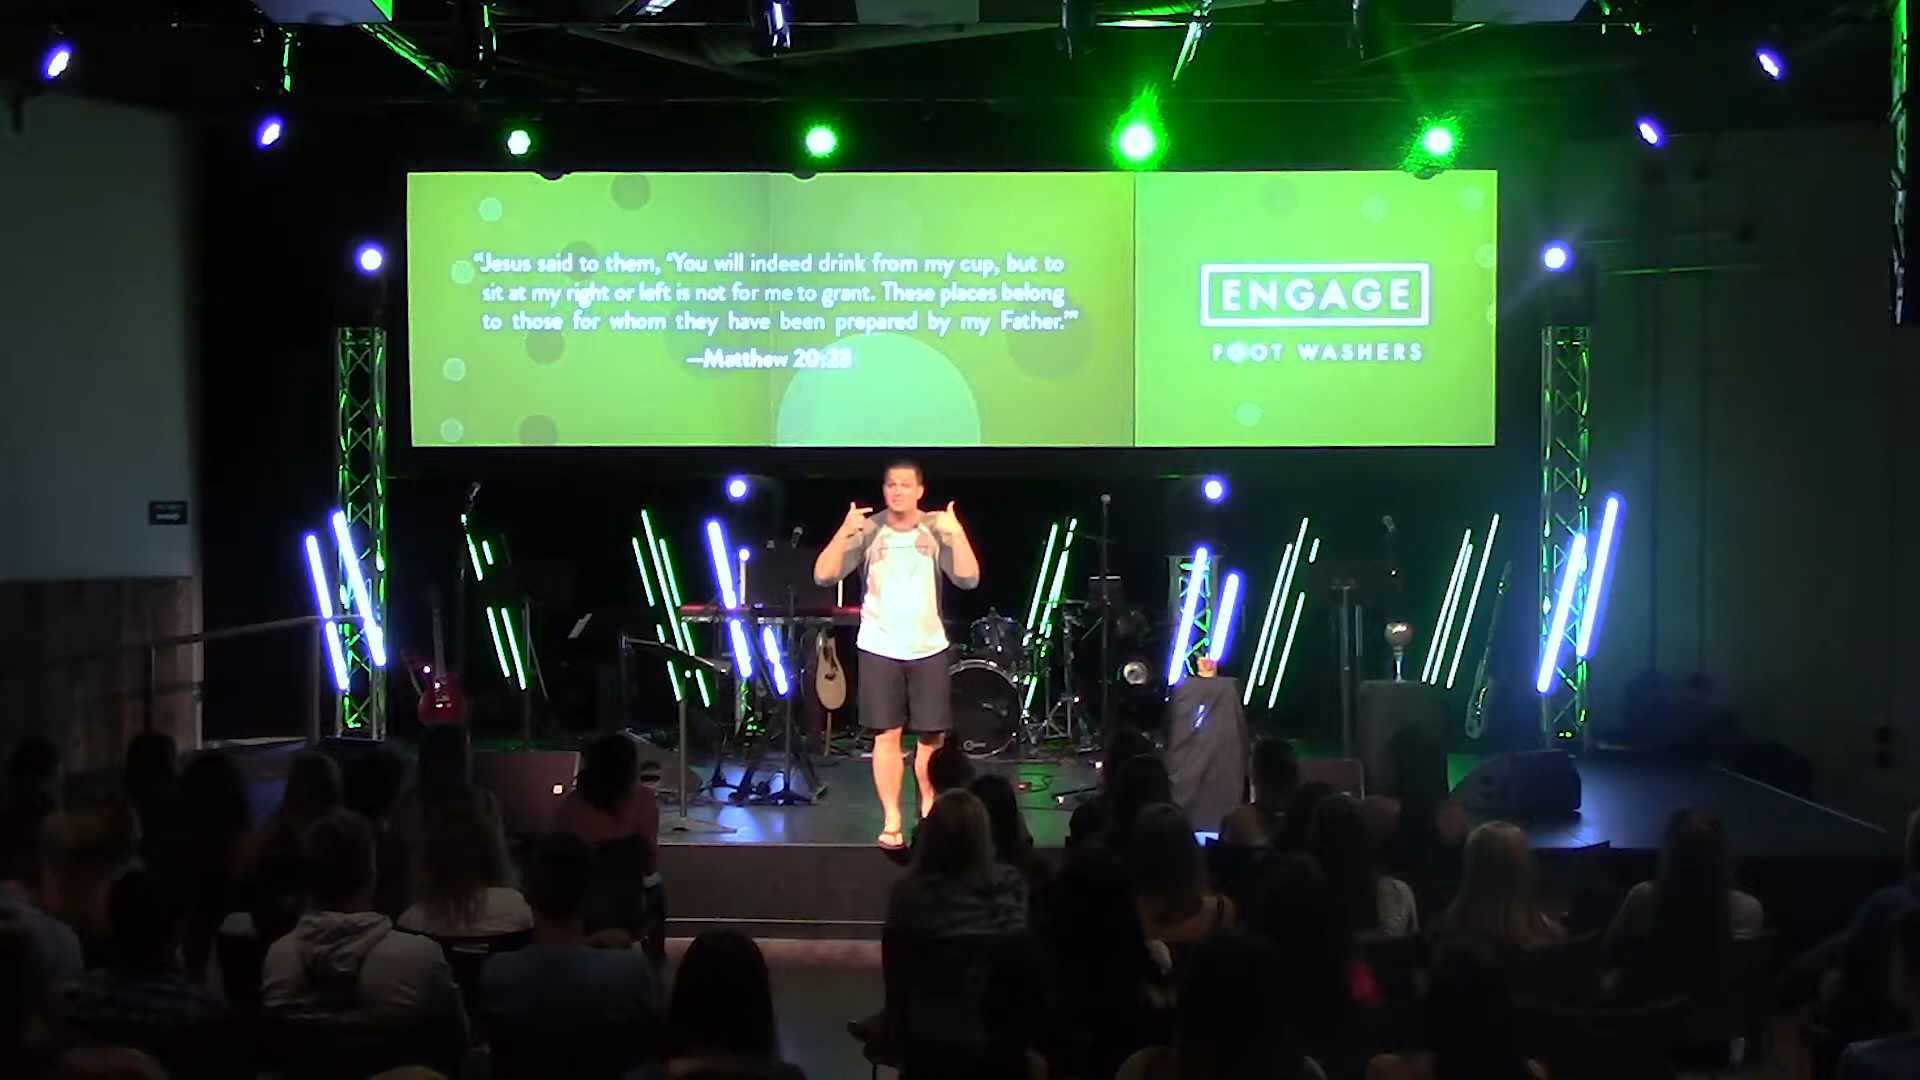 “Jesus said to them, ‘You will indeed drink from my cup, but to
sit at my right or left is not for me to grant. These places belong
to those for whom they have been prepared by my Father.’”
—Matthew 20:23
ENGAGE
FOOT WASHERS